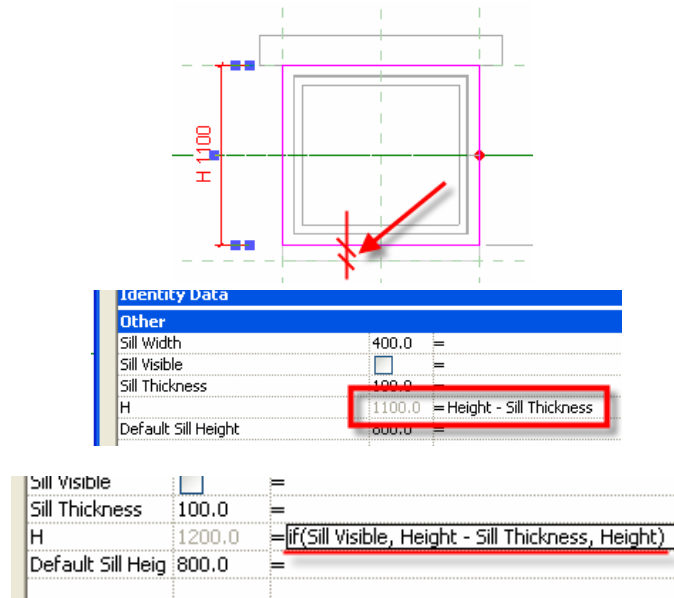 H 1100
Identity Data
Other
Sill Width 400.0 =
Sill Visible =
Sill Thickness 100.0 =
H 1100.0 =Height - Sill Thickness
Default Sill Height 800.0 =
Sill Visible =
Sill Thickness 100.0 =
H 1200.0 =if(Sill Visible, Height - Sill Thickness, Height)
Default Sill Heig 800.0 =